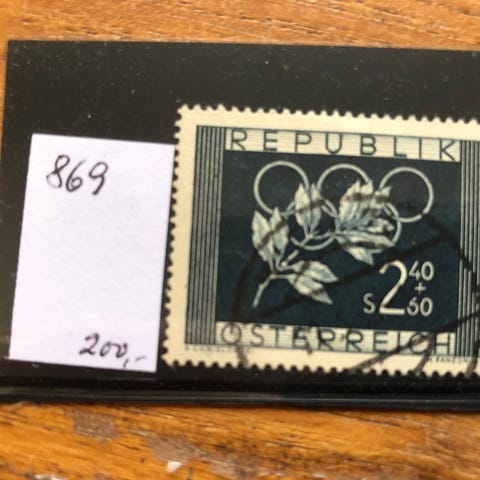 869
200,-
REPUBLIK
S 2 40 + 60
ÖSTERREICH